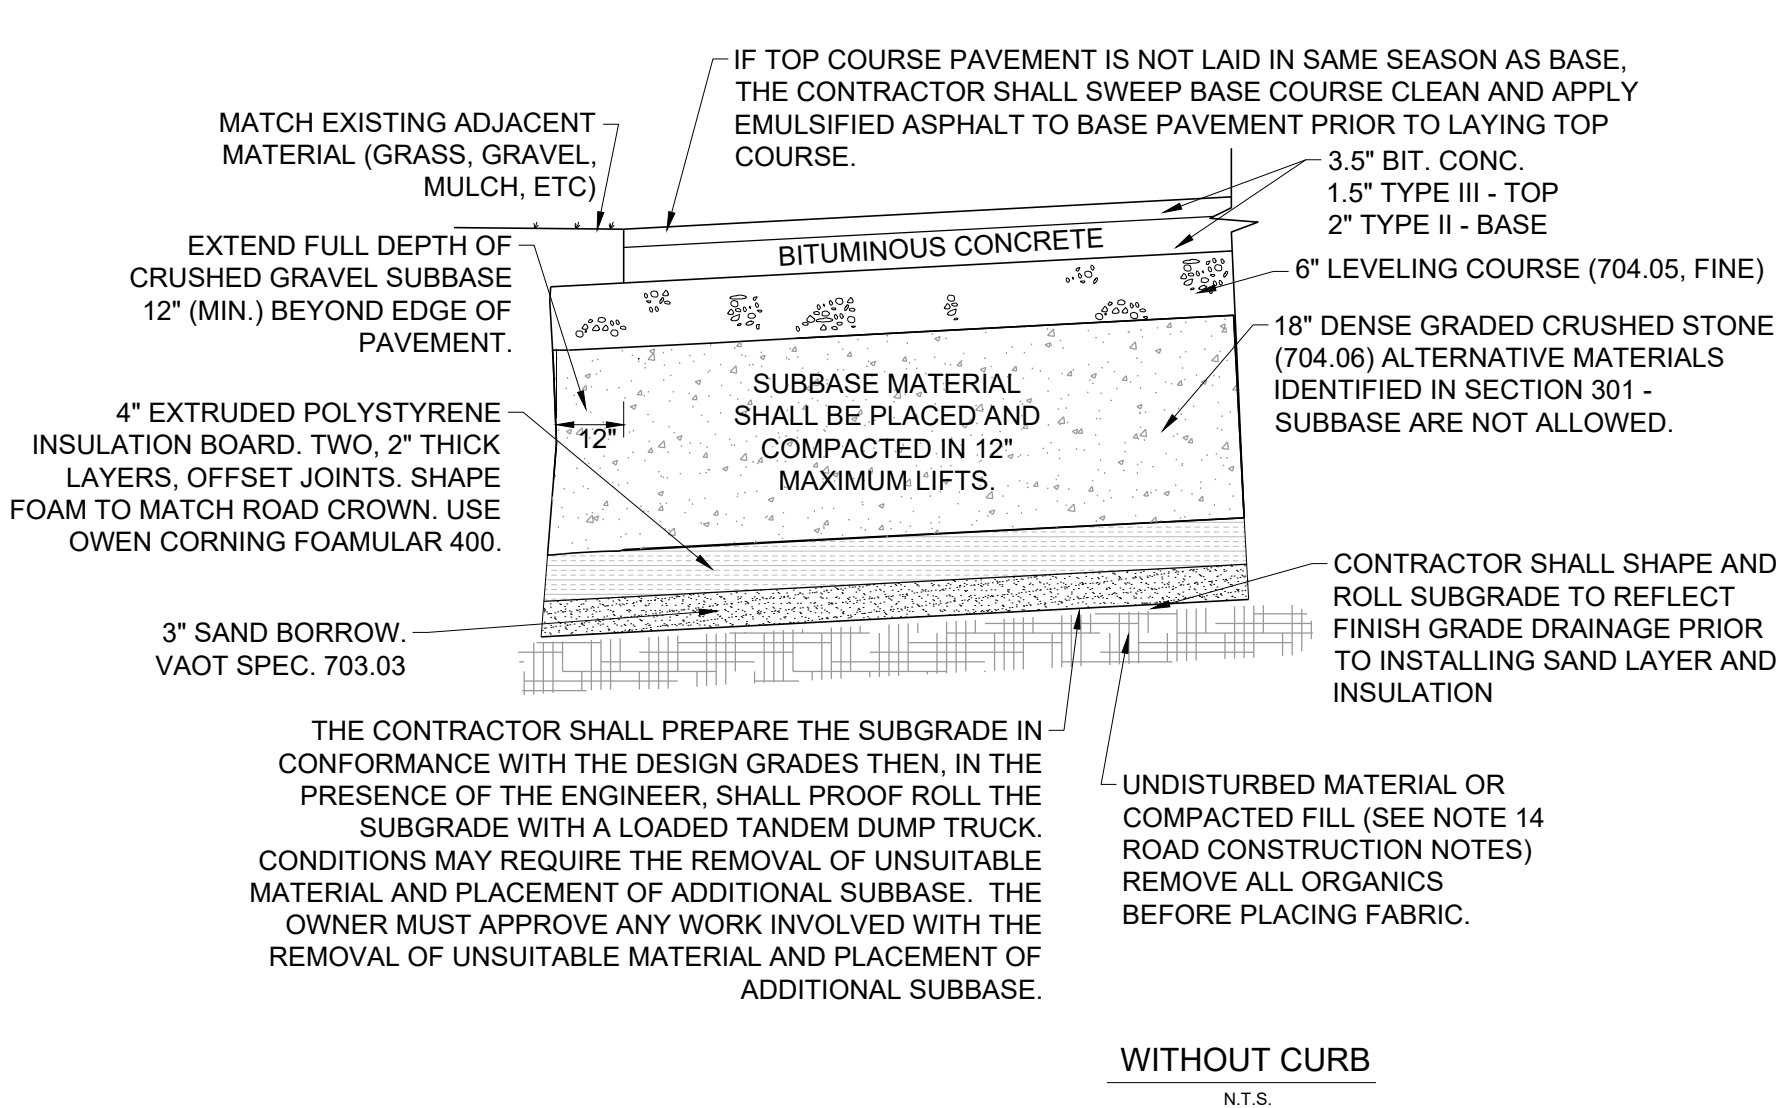 IF TOP COURSE PAVEMENT IS NOT LAID IN SAME SEASON AS BASE,
THE CONTRACTOR SHALL SWEEP BASE COURSE CLEAN AND APPLY
EMULSIFIED ASPHALT TO BASE PAVEMENT PRIOR TO LAYING TOP
COURSE.
MATCH EXISTING ADJACENT
MATERIAL (GRASS, GRAVEL,
MULCH, ETC)
3.5" BIT. CONC.
1.5" TYPE III - TOP
2" TYPE II - BASE
EXTEND FULL DEPTH OF
CRUSHED GRAVEL SUBBASE
12" (MIN.) BEYOND EDGE OF
PAVEMENT.
BITUMINOUS CONCRETE
6" LEVELING COURSE (704.05, FINE)
18" DENSE GRADED CRUSHED STONE
(704.06) ALTERNATIVE MATERIALS
IDENTIFIED IN SECTION 301 -
SUBBASE ARE NOT ALLOWED.
SUBBASE MATERIAL
SHALL BE PLACED AND
COMPACTED IN 12"
MAXIMUM LIFTS.
12"
4" EXTRUDED POLYSTYRENE
INSULATION BOARD. TWO, 2" THICK
LAYERS, OFFSET JOINTS. SHAPE
FOAM TO MATCH ROAD CROWN. USE
OWEN CORNING FOAMULAR 400.
3" SAND BORROW.
VAOT SPEC. 703.03
CONTRACTOR SHALL SHAPE AND
ROLL SUBGRADE TO REFLECT
FINISH GRADE DRAINAGE PRIOR
TO INSTALLING SAND LAYER AND
INSULATION
THE CONTRACTOR SHALL PREPARE THE SUBGRADE IN
CONFORMANCE WITH THE DESIGN GRADES THEN, IN THE
PRESENCE OF THE ENGINEER, SHALL PROOF ROLL THE
SUBGRADE WITH A LOADED TANDEM DUMP TRUCK.
CONDITIONS MAY REQUIRE THE REMOVAL OF UNSUITABLE
MATERIAL AND PLACEMENT OF ADDITIONAL SUBBASE. THE
OWNER MUST APPROVE ANY WORK INVOLVED WITH THE
REMOVAL OF UNSUITABLE MATERIAL AND PLACEMENT OF
ADDITIONAL SUBBASE.
UNDISTURBED MATERIAL OR
COMPACTED FILL (SEE NOTE 14
ROAD CONSTRUCTION NOTES)
REMOVE ALL ORGANICS
BEFORE PLACING FABRIC.
WITHOUT CURB
N.T.S.